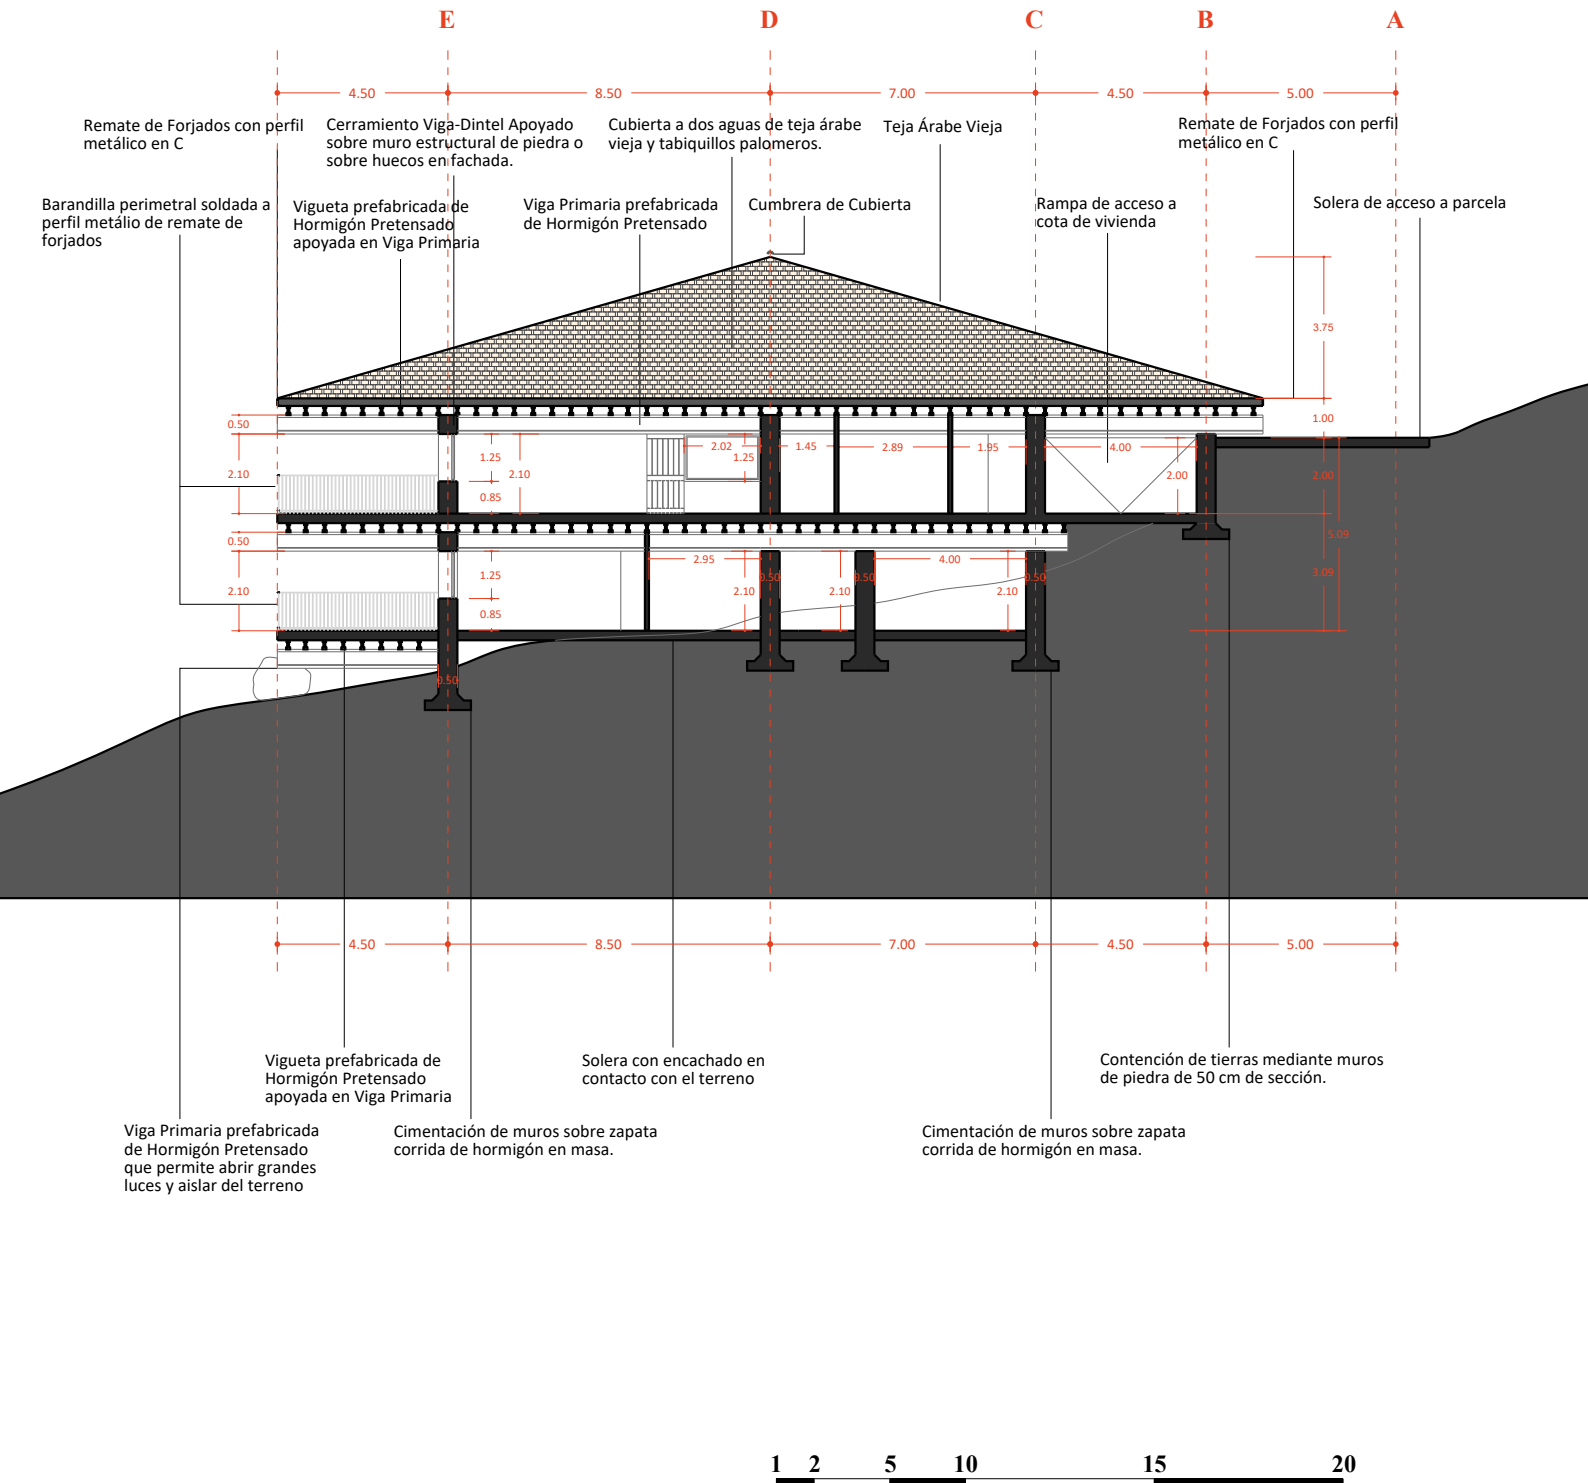 E D C B A
4.50 8.50 7.00 4.50 5.00
Remate de Forjados con perfil
metálico en C
Cerramiento Viga-Dintel Apoyado
sobre muro estructural de piedra o
sobre huecos en fachada.
Cubierta a dos aguas de teja árabe
vieja y tabiquillos palomeros.
Teja Árabe Vieja
Remate de Forjados con perfil
metálico en C
Barandilla perimetral soldada a
perfil metálio de remate de
forjados
Vigueta prefabricada de
Hormigón Pretensado
apoyada en Viga Primaria
Viga Primaria prefabricada
de Hormigón Pretensado
Cumbrera de Cubierta
Rampa de acceso a
cota de vivienda
Solera de acceso a parcela
3.75
1.00
0.50
2.02 1.45 2.89 1.95 4.00
1.25 1.25
2.10 2.10 2.00 2.00
0.85
0.50 5.09
2.95 4.00
1.25 0.50 0.50 0.50 3.09
2.10 2.10 2.10 2.10
0.85
0.50
4.50 8.50 7.00 4.50 5.00
Vigueta prefabricada de
Hormigón Pretensado
apoyada en Viga Primaria
Solera con encachado en
contacto con el terreno
Contención de tierras mediante muros
de piedra de 50 cm de sección.
Viga Primaria prefabricada
de Hormigón Pretensado
que permite abrir grandes
luces y aislar del terreno
Cimentación de muros sobre zapata
corrida de hormigón en masa.
Cimentación de muros sobre zapata
corrida de hormigón en masa.
1 2 5 10 15 20